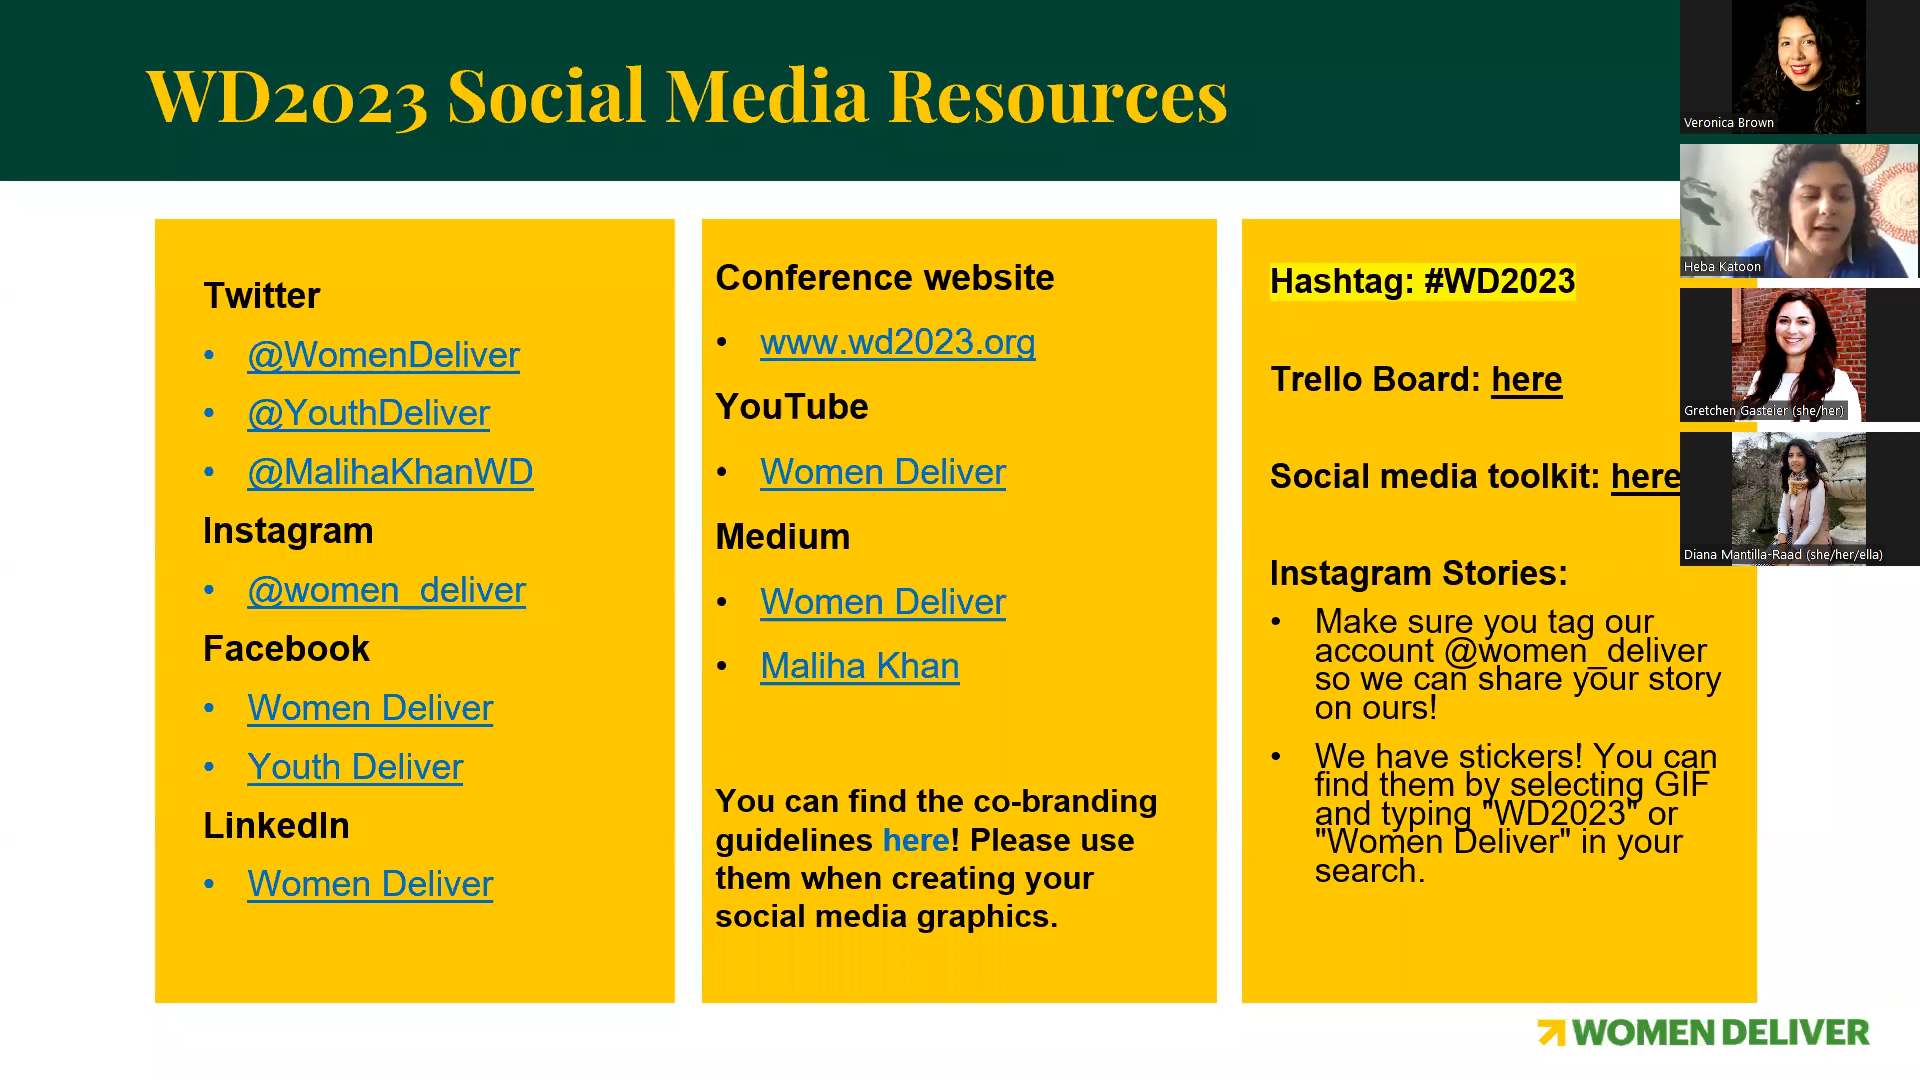 WD2023 Social Media Resources
Twitter
• @WomenDeliver
• @YouthDeliver
• @MalihaKhanWD
Instagram
• @women_deliver
Facebook
• Women Deliver
• Youth Deliver
LinkedIn
• Women Deliver
Conference website
• www.wd2023.org
YouTube
• Women Deliver
Medium
• Women Deliver
• Maliha Khan
You can find the co-branding
guidelines here! Please use
them when creating your
social media graphics.
Hashtag: #WD2023
Trello Board: here
Social media toolkit: here
Instagram Stories:
• Make sure you tag our
account @women_deliver
so we can share your story
on ours!
• We have stickers! You can
find them by selecting GIF
and typing "WD2023" or
"Women Deliver" in your
search.
Veronica Brown
Heba Katoon
Gretchen Gasteier (she/her)
Diana Mantilla-Raad (she/her/ella)
WOMEN DELIVER